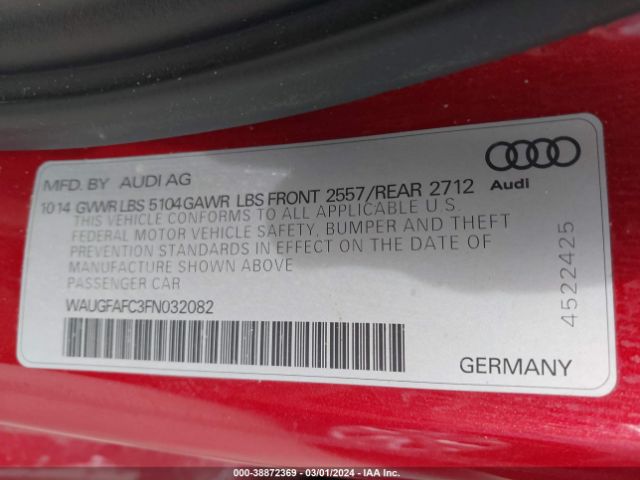 MFD. BY AUDI AG
Audi
10 14 GVWR LBS 5104 GAWR LBS FRONT 2557/REAR 2712
THIS VEHICLE CONFORMS TO ALL APPLICABLE U.S.
FEDERAL MOTOR VEHICLE SAFETY, BUMPER AND THEFT
PREVENTION STANDARDS IN EFFECT ON THE DATE OF
MANUFACTURE SHOWN ABOVE
PASSENGER CAR
WAUGFAFC3FN032082
4522425
GERMANY
000-38872369 - 03/01/2024 - IAA Inc.